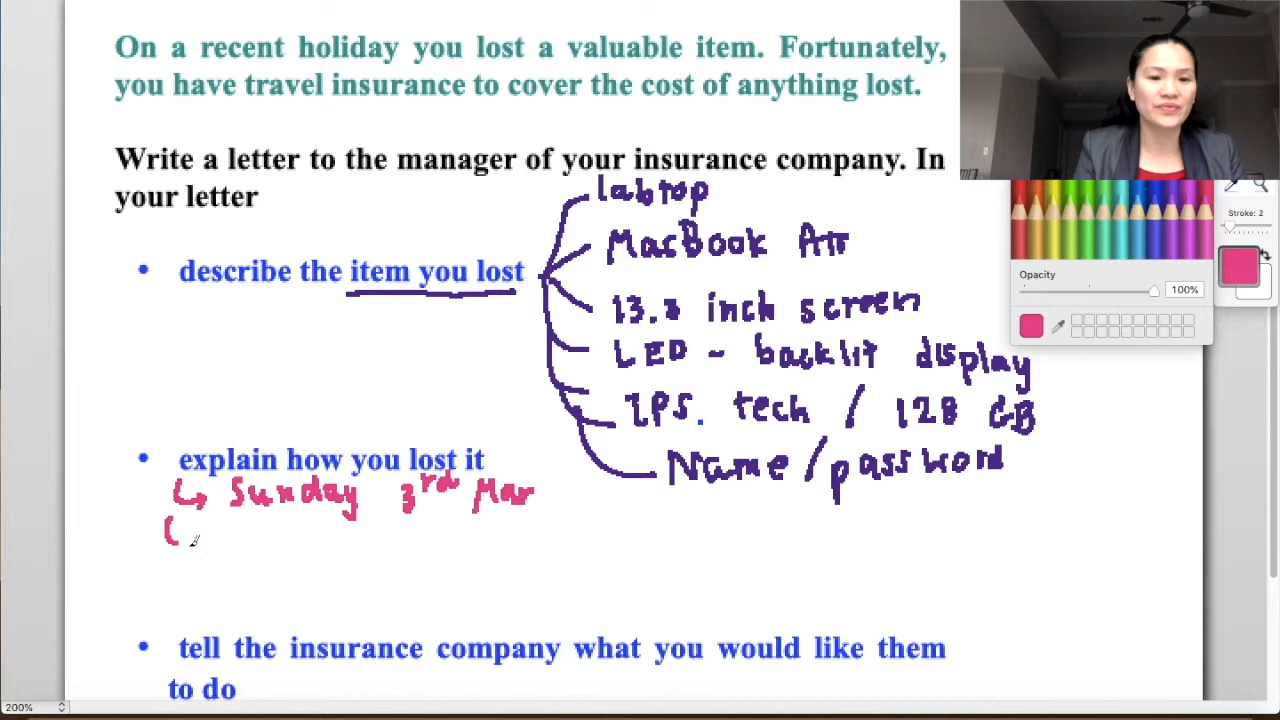 On a recent holiday you lost a valuable item. Fortunately,
you have travel insurance to cover the cost of anything lost.
Write a letter to the manager of your insurance company. In
your letter
labtop
MacBook Air
• describe the item you lost
13.3 inch screen
LED - backlit display
IPS. tech / 128 GB
Name / password
• explain how you lost it
Sunday 3rd Mar
• tell the insurance company what you would like them
to do
Stroke: 2
Opacity
100%
200%